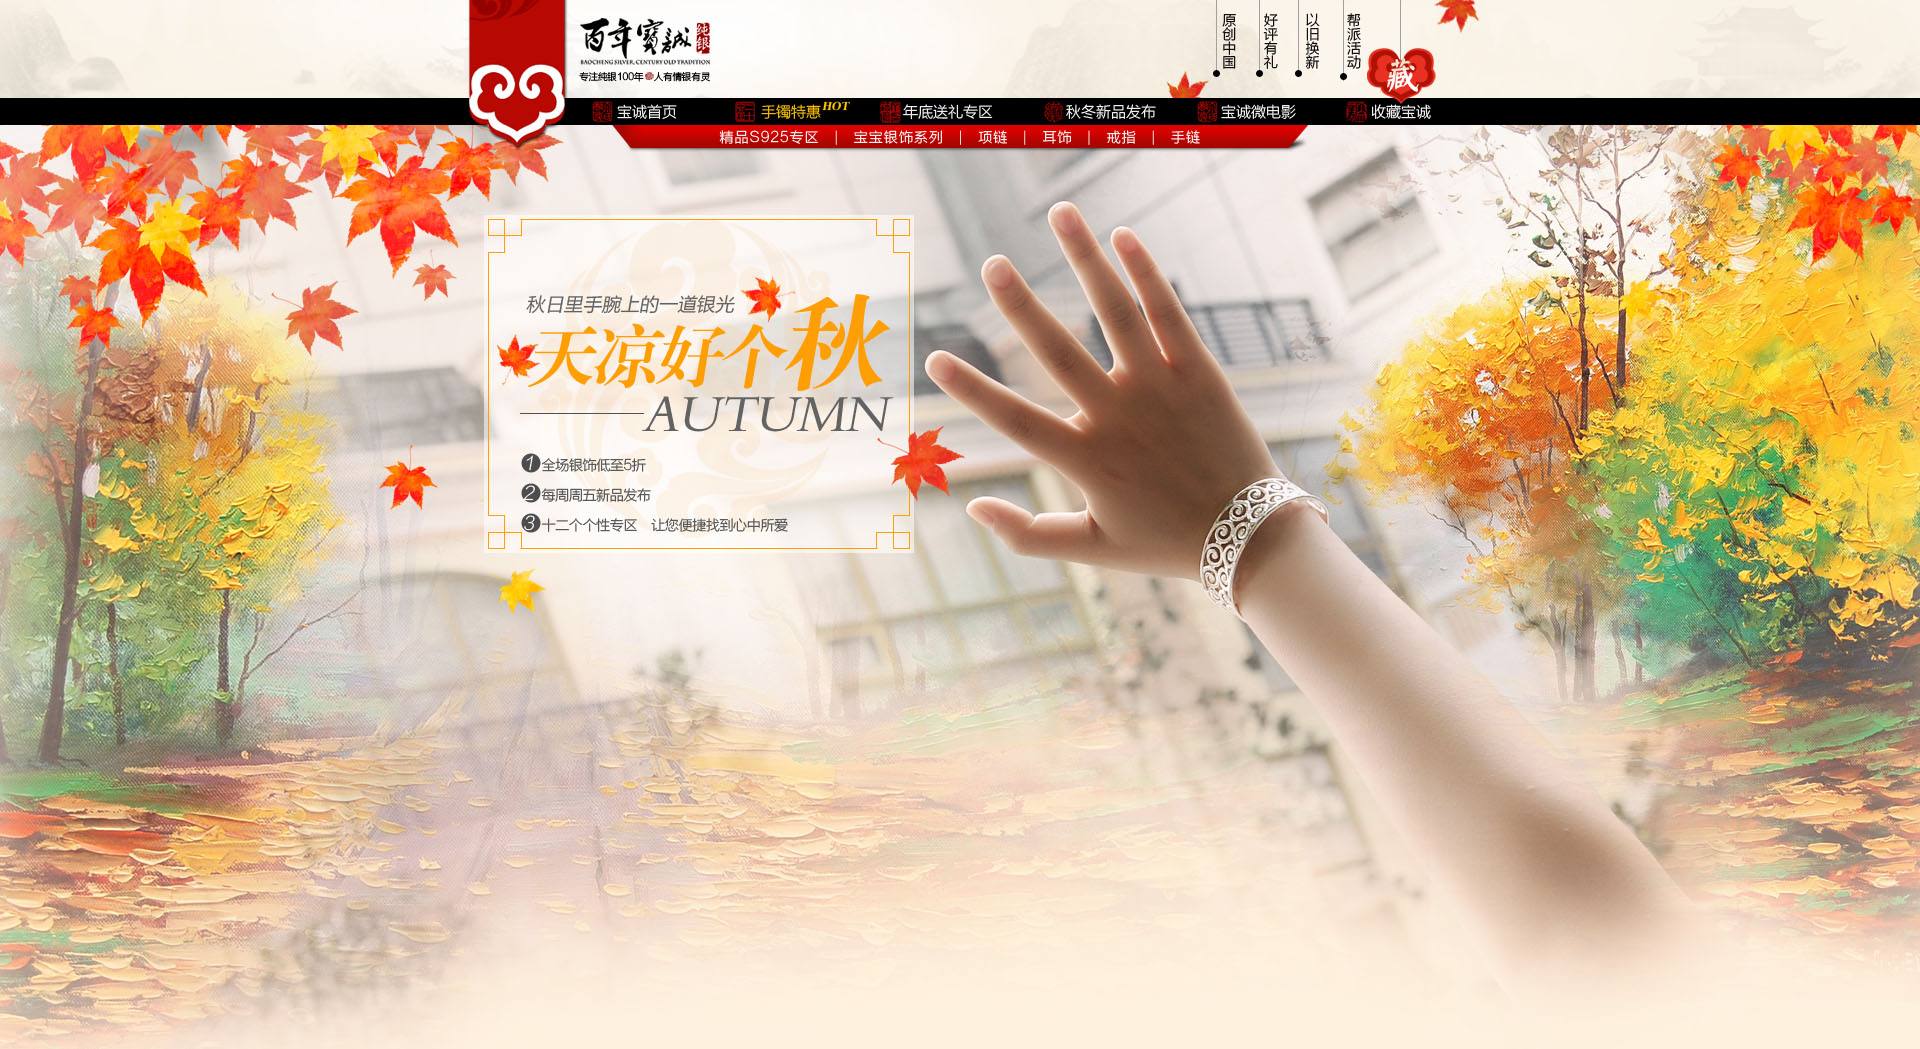 百年寳誠
纯银
BAOCHENG SILVER, CENTURY OLD TRADITION
专注纯银100年 人有情银有灵
原创中国
好评有礼
以旧换新
帮派活动
藏
宝诚首页
手镯特惠 HOT
年底送礼专区
秋冬新品发布
宝诚微电影
收藏宝诚
精品S925专区 | 宝宝银饰系列 | 项链 | 耳饰 | 戒指 | 手链
秋日里手腕上的一道银光
天凉好个秋
AUTUMN
1 全场银饰低至5折
2 每周周五新品发布
3 十二个个性专区 让您便捷找到心中所爱